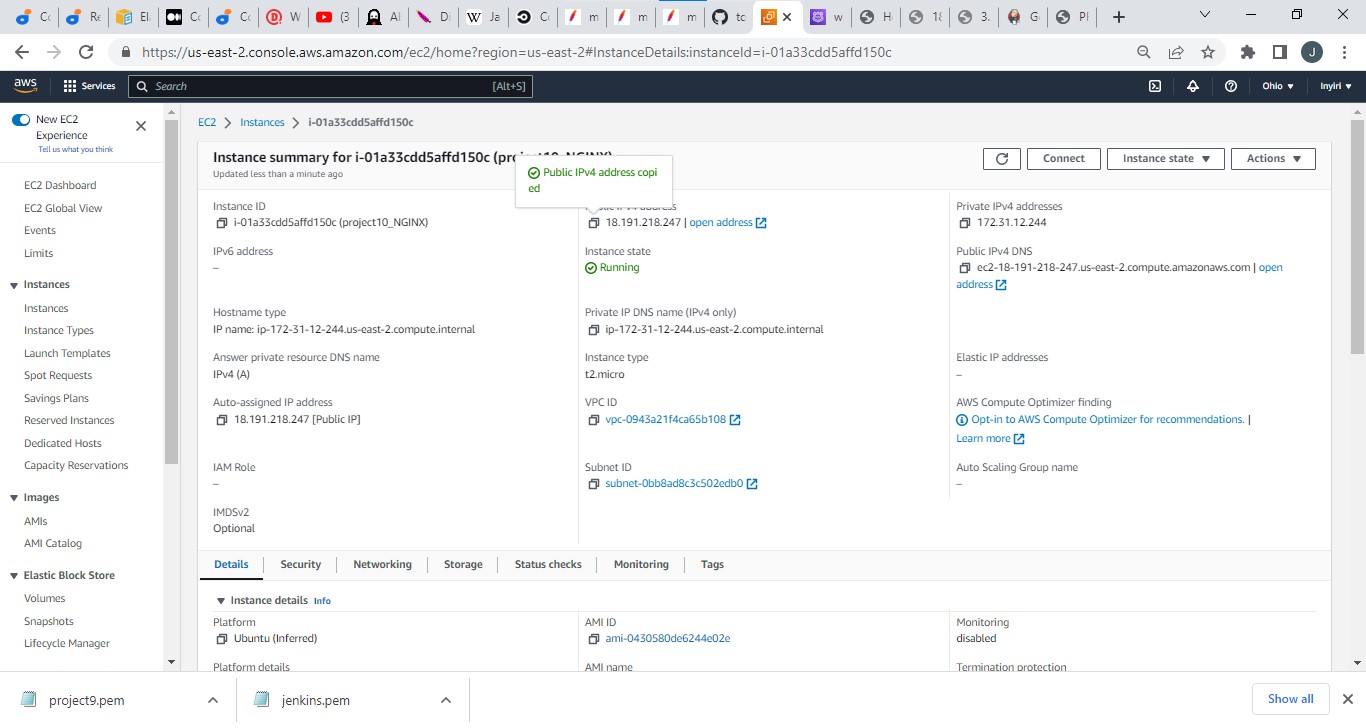 Co
Re
Ela
Co
Co
W
(3
Al
Di
Ja
Co
m
m
m
tc
w
H
18
3.
G
Pl
https://us-east-2.console.aws.amazon.com/ec2/home?region=us-east-2#InstanceDetails:instanceId=i-01a33cdd5affd150c
J
aws
Services
Search
[Alt+S]
Ohio
Inyiri
New EC2
Experience
Tell us what you think
EC2 Dashboard
EC2 Global View
Events
Limits
Instances
Instances
Instance Types
Launch Templates
Spot Requests
Savings Plans
Reserved Instances
Dedicated Hosts
Capacity Reservations
Images
AMIs
AMI Catalog
Elastic Block Store
Volumes
Snapshots
Lifecycle Manager
EC2 > Instances > i-01a33cdd5affd150c
Instance summary for i-01a33cdd5affd150c (project10_NGINX)
Updated less than a minute ago
Connect
Instance state
Actions
Public IPv4 address copi
ed
Instance ID
i-01a33cdd5affd150c (project10_NGINX)
Public IPv4 address
18.191.218.247 | open address
Private IPv4 addresses
172.31.12.244
IPv6 address
–
Instance state
Running
Public IPv4 DNS
ec2-18-191-218-247.us-east-2.compute.amazonaws.com | open
address
Hostname type
IP name: ip-172-31-12-244.us-east-2.compute.internal
Private IP DNS name (IPv4 only)
ip-172-31-12-244.us-east-2.compute.internal
Answer private resource DNS name
IPv4 (A)
Instance type
t2.micro
Elastic IP addresses
–
Auto-assigned IP address
18.191.218.247 [Public IP]
VPC ID
vpc-0943a21f4ca65b108
AWS Compute Optimizer finding
Opt-in to AWS Compute Optimizer for recommendations. |
Learn more
IAM Role
–
Subnet ID
subnet-0bb8ad8c3c502edb0
Auto Scaling Group name
–
IMDSv2
Optional
Details
Security
Networking
Storage
Status checks
Monitoring
Tags
Instance details Info
Platform
Ubuntu (Inferred)
AMI ID
ami-0430580de6244e02e
Monitoring
disabled
Platform details
AMI name
Termination protection
project9.pem
jenkins.pem
Show all